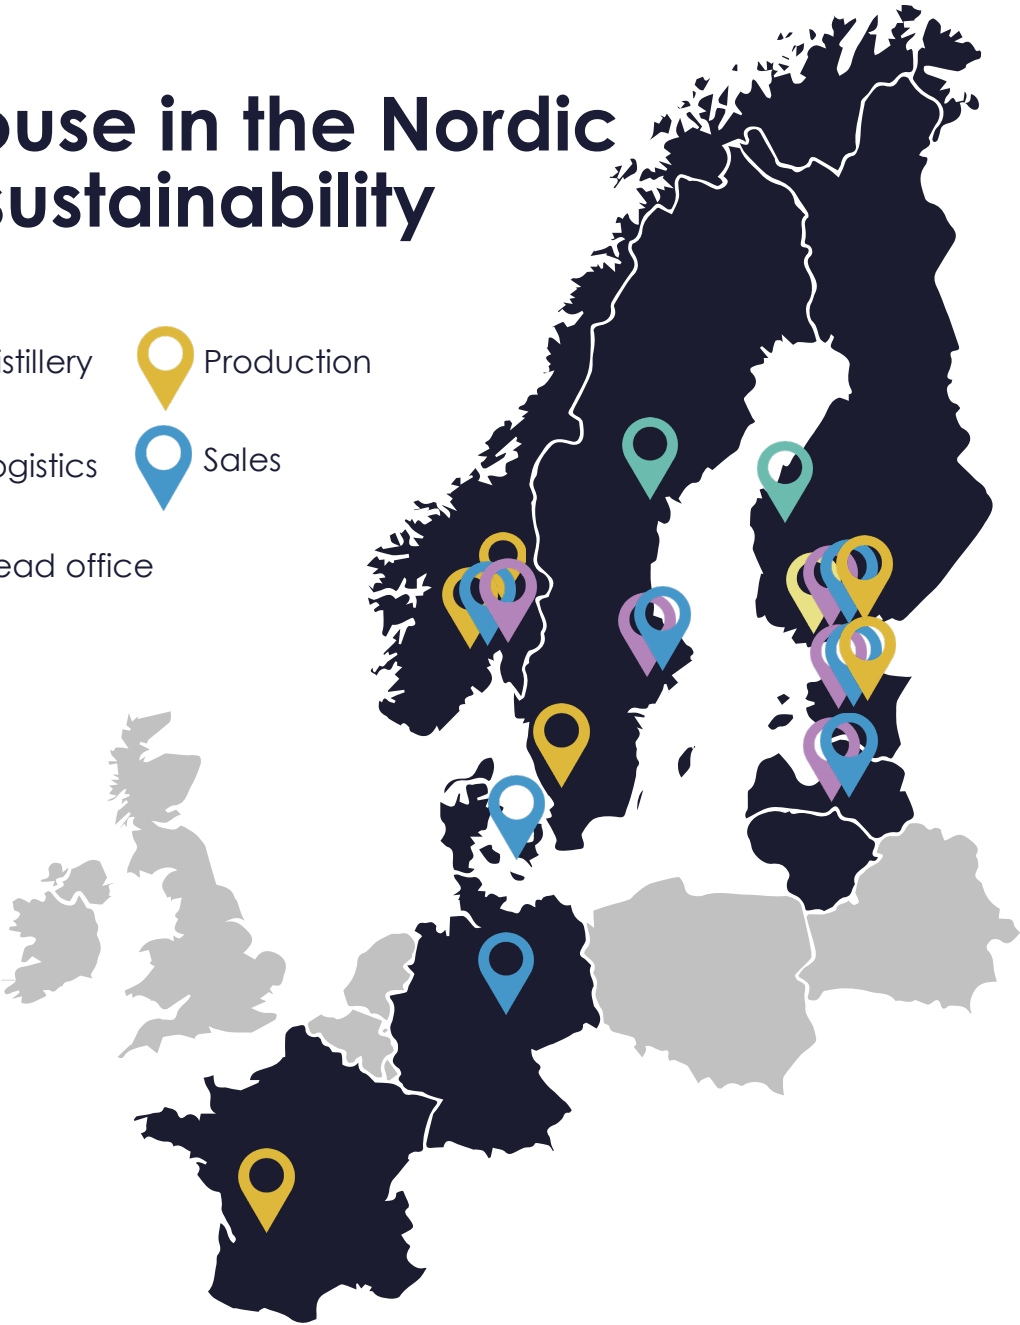 ouse in the Nordic
sustainability
istillery
Production
ogistics
Sales
ead office